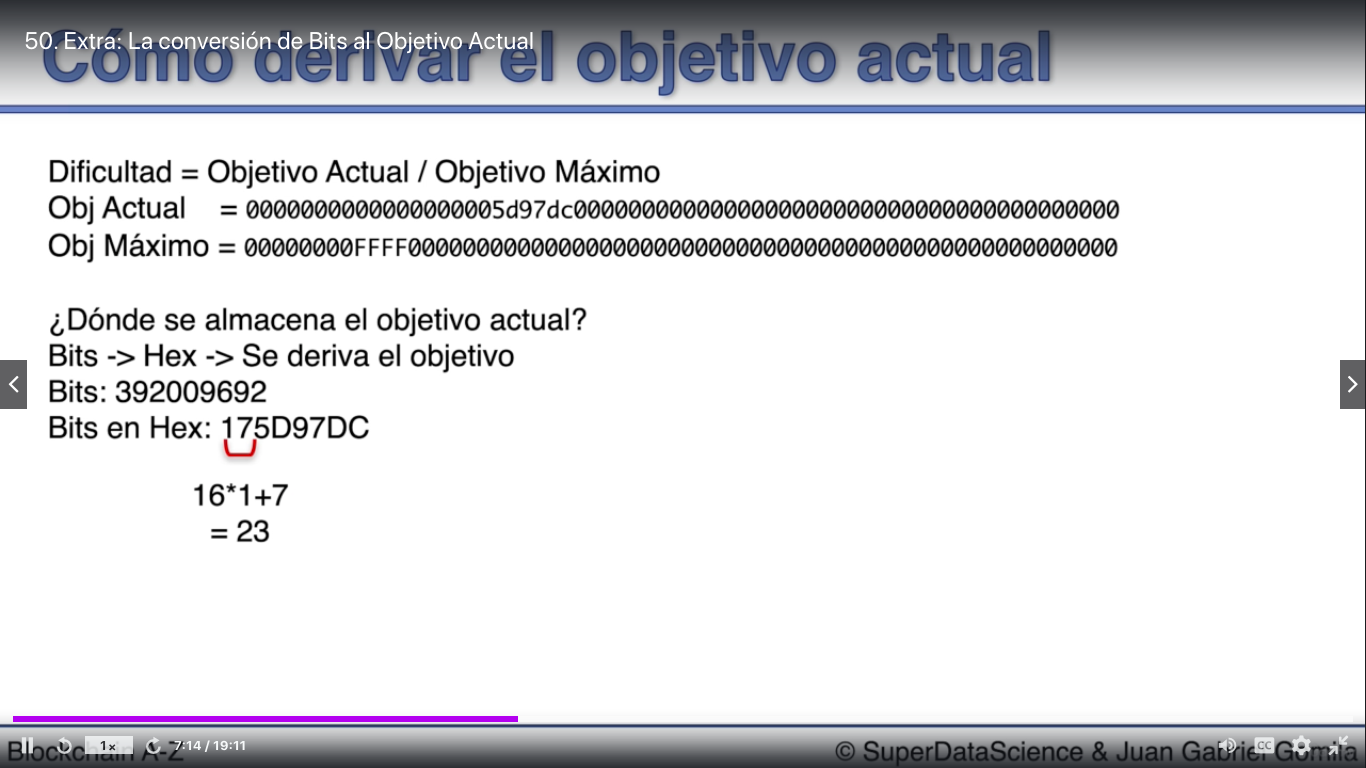 50. Extra: La conversión de Bits al Objetivo Actual
Cómo derivar el objetivo actual
Dificultad = Objetivo Actual / Objetivo Máximo
Obj Actual = 0000000000000000005d97dc0000000000000000000000000000000000000000
Obj Máximo = 00000000FFFF0000000000000000000000000000000000000000000000000000
¿Dónde se almacena el objetivo actual?
Bits -> Hex -> Se deriva el objetivo
Bits: 392009692
Bits en Hex: 175D97DC
16*1+7
= 23
1x 7:14 / 19:11 CC
Blockchain A-Z © SuperDataScience & Juan Gabriel Gomila